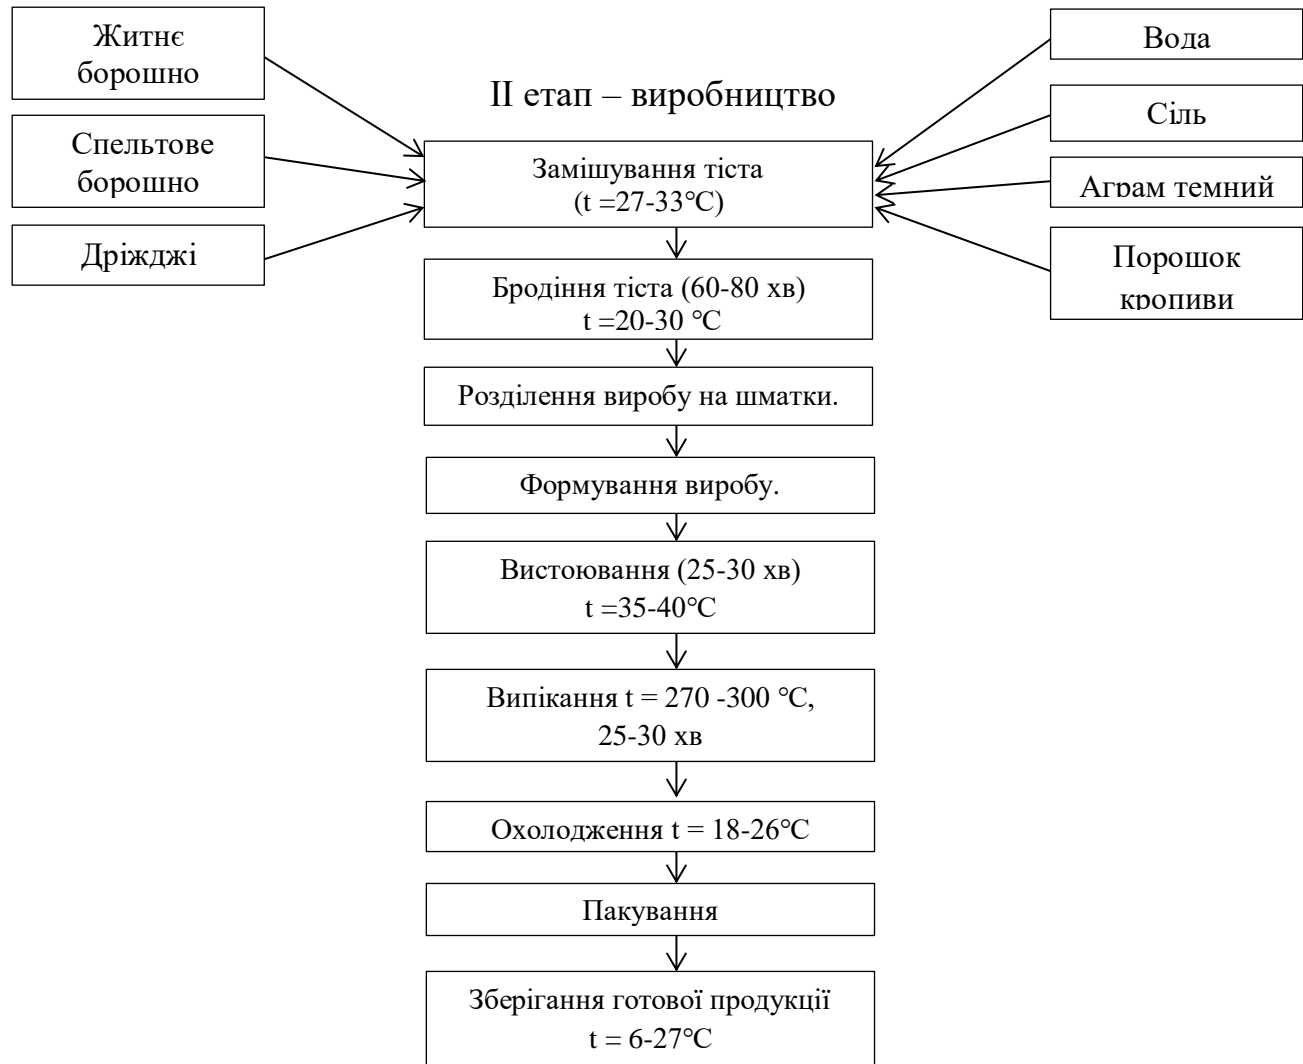 Житнє
борошно
Спельтове
борошно
Дріжджі
ІІ етап – виробництво
Вода
Сіль
Аграм темний
Порошок
кропиви
Замішування тіста
(t =27-33°С)
Бродіння тіста (60-80 хв)
t =20-30 °С
Розділення виробу на шматки.
Формування виробу.
Вистоювання (25-30 хв)
t =35-40°С
Випікання t = 270 -300 °С,
25-30 хв
Охолодження t = 18-26°С
Пакування
Зберігання готової продукції
t = 6-27°С